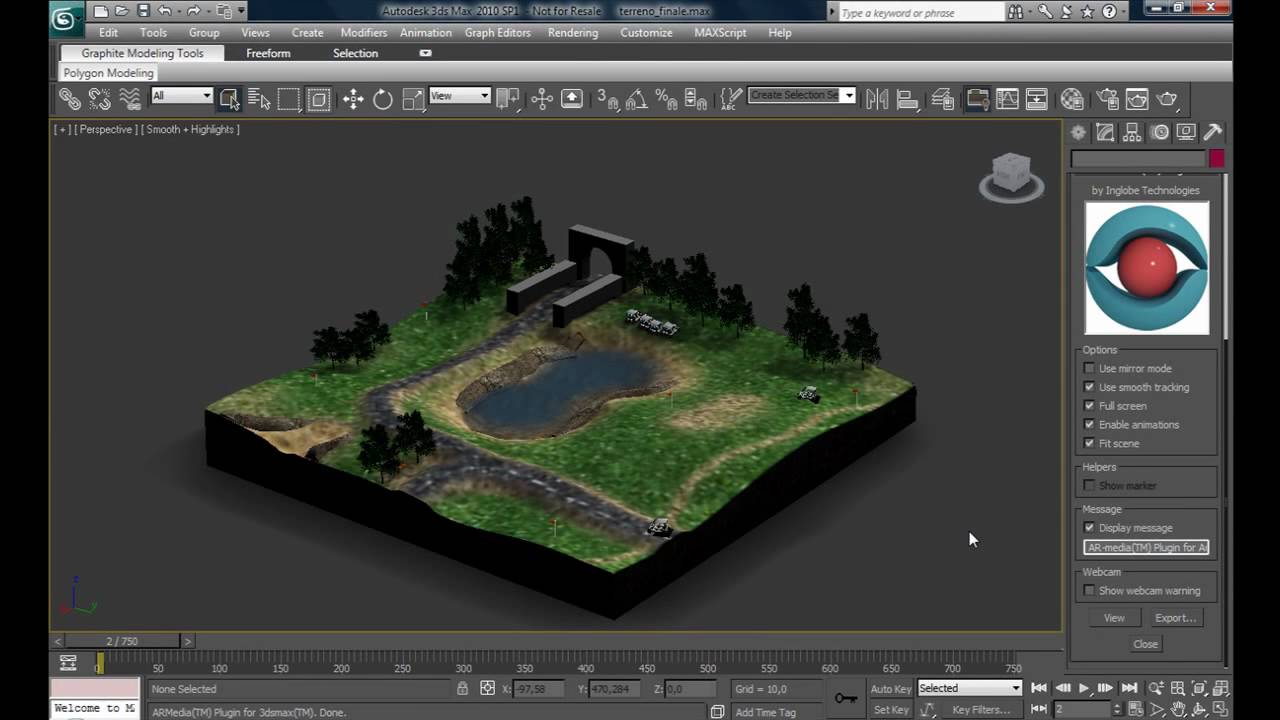 Autodesk 3ds Max 2010 SP1 - Not for Resale terreno_finale.max
Type a keyword or phrase
Edit Tools Group Views Create Modifiers Animation Graph Editors Rendering Customize MAXScript Help
Graphite Modeling Tools Freeform Selection
Polygon Modeling
All View 3 Create Selection Se
[ + ] [ Perspective ] [ Smooth + Highlights ]
by Inglobe Technologies
Options
Use mirror mode
Use smooth tracking
Full screen
Enable animations
Fit scene
Helpers
Show marker
Message
Display message
AR-media(TM) Plugin for A
Webcam
Show webcam warning
View Export...
Close
z
y
< 2 / 750 >
0 50 100 150 200 250 300 350 400 450 500 550 600 650 700 750
None Selected X: -97,58 Y: 470,284 Z: 0,0 Grid = 10,0 Auto Key Selected
Welcome to M
ARMedia(TM) Plugin for 3dsmax(TM). Done. Add Time Tag Set Key Key Filters... 2